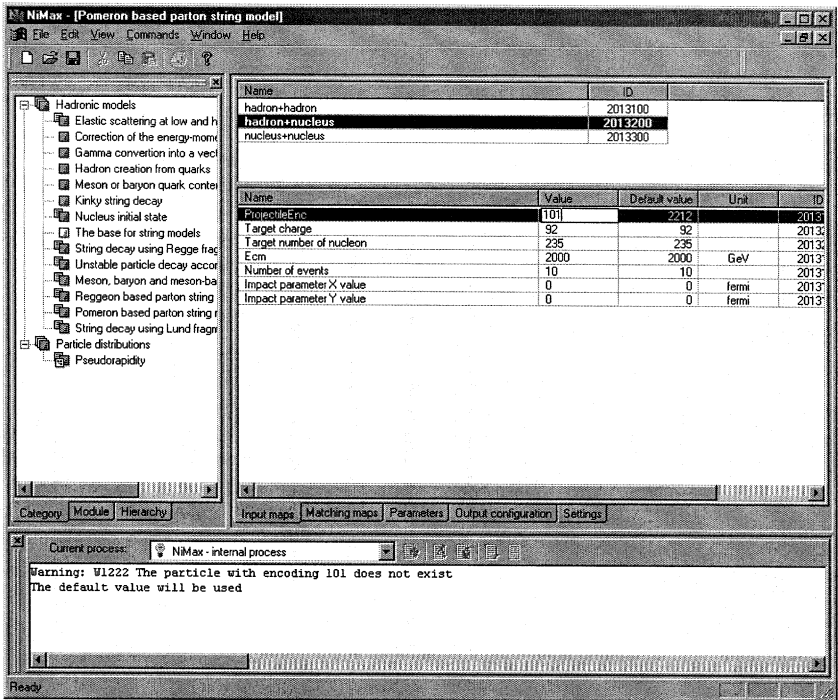 NiMax - [Pomeron based parton string model]
File Edit View Commands Window Help
Hadronic models
Elastic scattering at low and h
Correction of the energy-mome
Gamma convertion into a vect
Hadron creation from quarks
Meson or baryon quark conter
Kinky string decay
Nucleus initial state
The base for string models
String decay using Regge frag
Unstable particle decay accor
Meson, baryon and meson-ba
Reggeon based parton string
Pomeron based parton string r
String decay using Lund fragm
Particle distributions
Pseudorapidity
Category Module Hierarchy
Name ID
hadron+hadron 2013100
hadron+nucleus 2013200
nucleus+nucleus 2013300
Name Value Default value Unit ID
ProjectileEnc 101 2212 2013
Target charge 92 92 2013
Target number of nucleon 235 235 2013
Ecm 2000 2000 GeV 2013
Number of events 10 10 2013
Impact parameter X value 0 0 fermi 2013
Impact parameter Y value 0 0 fermi 2013
Input maps Matching maps Parameters Output configuration Settings
Current process: NiMax - internal process
Warning: W1222 The particle with encoding 101 does not exist
The default value will be used
Ready